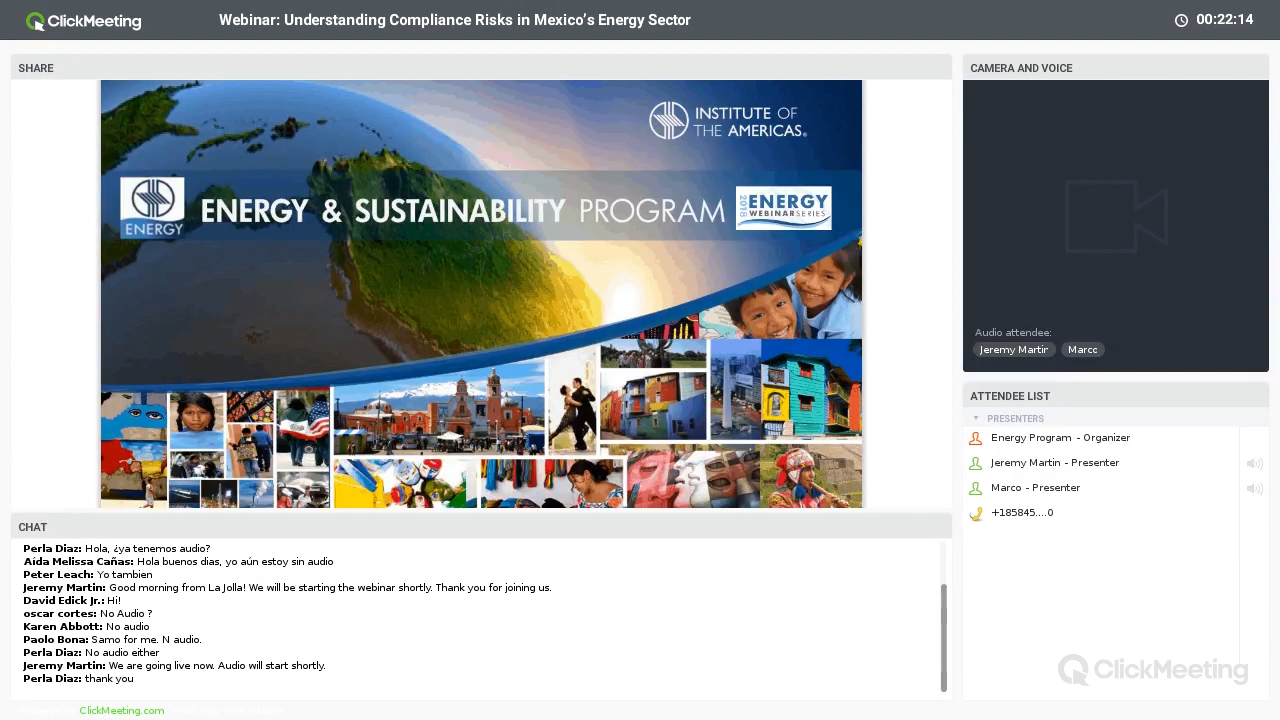 ClickMeeting
Webinar: Understanding Compliance Risks in Mexico’s Energy Sector
00:22:14
SHARE
INSTITUTE OF
THE AMERICAS®
ENERGY
ENERGY & SUSTAINABILITY PROGRAM
2018 ENERGY
WEBINARSERIES
CAMERA AND VOICE
Audio attendee:
Jeremy Martin Marco
ATTENDEE LIST
PRESENTERS
Energy Program - Organizer
Jeremy Martin - Presenter
Marco - Presenter
+185845....0
CHAT
Perla Diaz: Hola, ¿ya tenemos audio?
Aída Melissa Cañas: Hola buenos dias, yo aún estoy sin audio
Peter Leach: Yo tambien
Jeremy Martin: Good morning from La Jolla! We will be starting the webinar shortly. Thank you for joining us.
David Edick Jr.: Hi!
oscar cortes: No Audio ?
Karen Abbott: No audio
Paolo Bona: Samo for me. N audio.
Perla Diaz: No audio either
Jeremy Martin: We are going live now. Audio will start shortly.
Perla Diaz: thank you
ClickMeeting
ClickMeeting.com